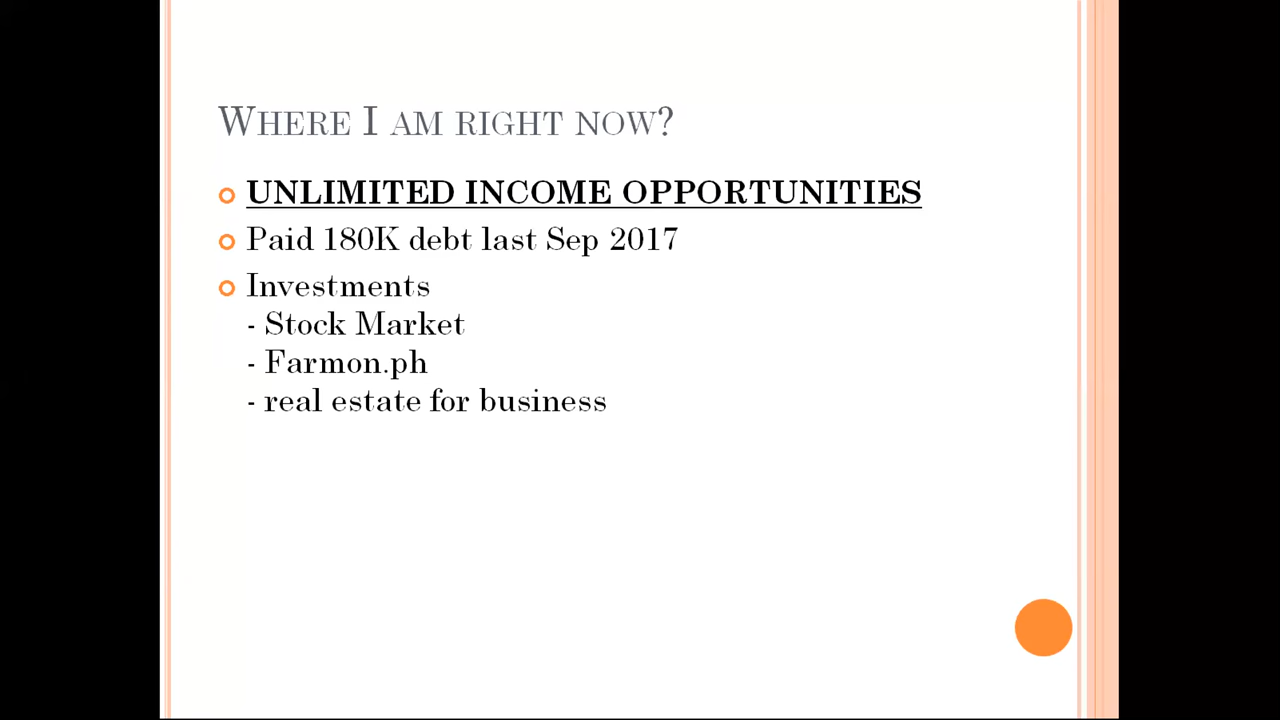 WHERE I AM RIGHT NOW?
UNLIMITED INCOME OPPORTUNITIES
Paid 180K debt last Sep 2017
Investments
- Stock Market
- Farmon.ph
- real estate for business